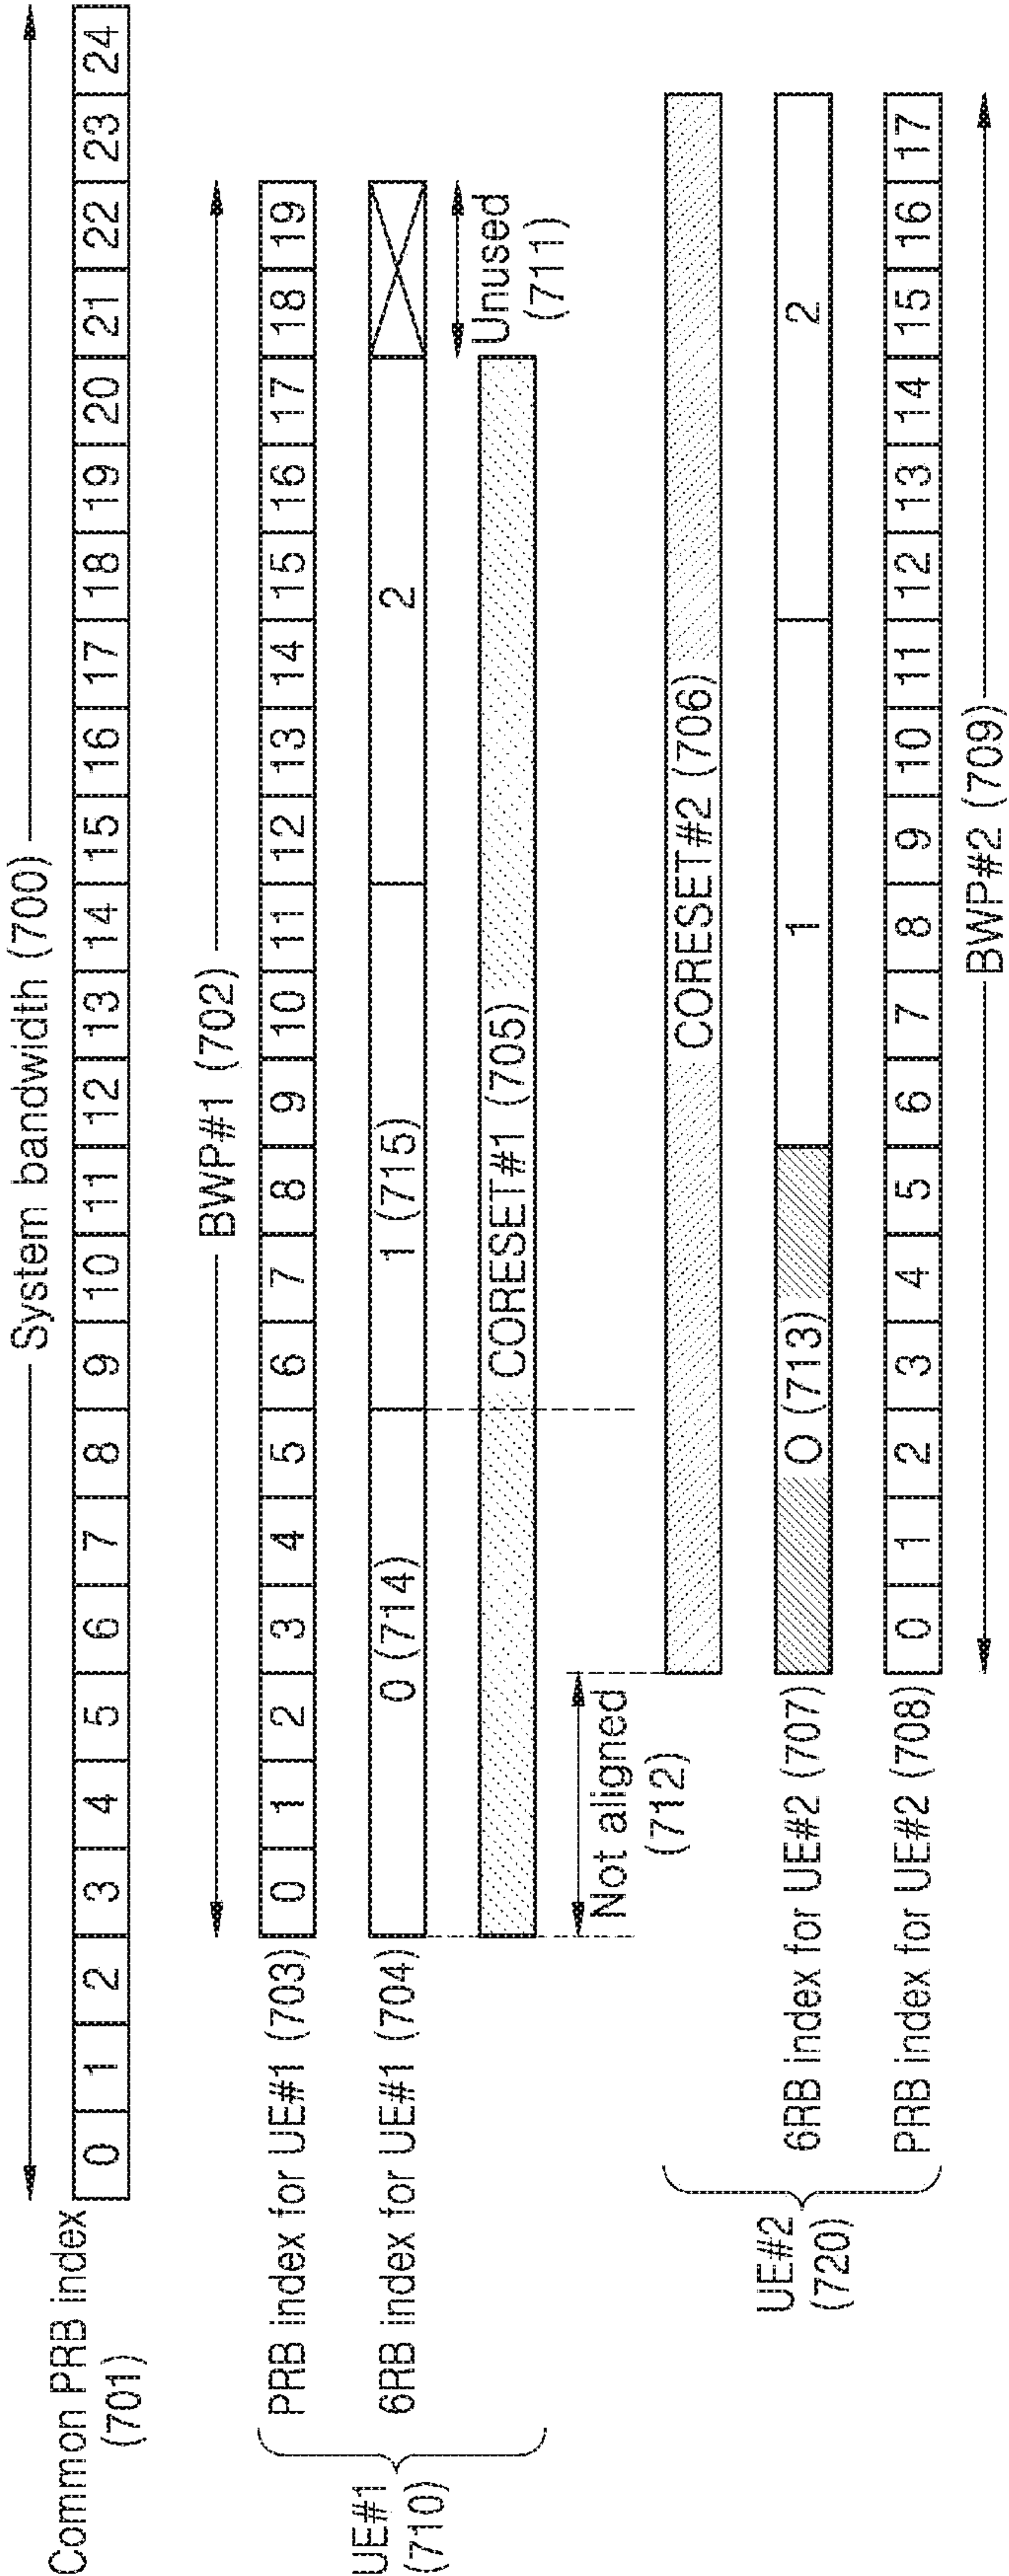 System bandwidth (700)
Common PRB index
(701)
0 1 2 3 4 5 6 7 8 9 10 11 12 13 14 15 16 17 18 19 20 21 22 23 24
BWP#1 (702)
UE#1
(710)
PRB index for UE#1 (703)
0 1 2 3 4 5 6 7 8 9 10 11 12 13 14 15 16 17 18 19
6RB index for UE#1 (704)
0 (714) 1 (715) 2
Unused
(711)
CORESET#1 (705)
Not aligned
(712)
CORESET#2 (706)
UE#2
(720)
6RB index for UE#2 (707)
0 (713) 1 2
PRB index for UE#2 (708)
0 1 2 3 4 5 6 7 8 9 10 11 12 13 14 15 16 17
BWP#2 (709)